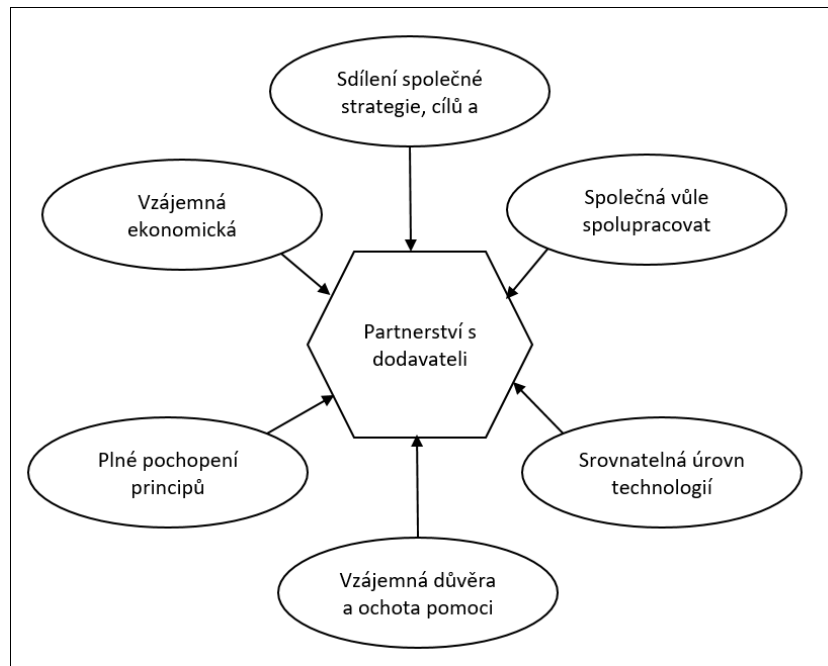 Sdílení společné
strategie, cílů a
Vzájemná
ekonomická
Společná vůle
spolupracovat
Partnerství s
dodavateli
Plné pochopení
principů
Srovnatelná úrovn
technologií
Vzájemná důvěra
a ochota pomoci